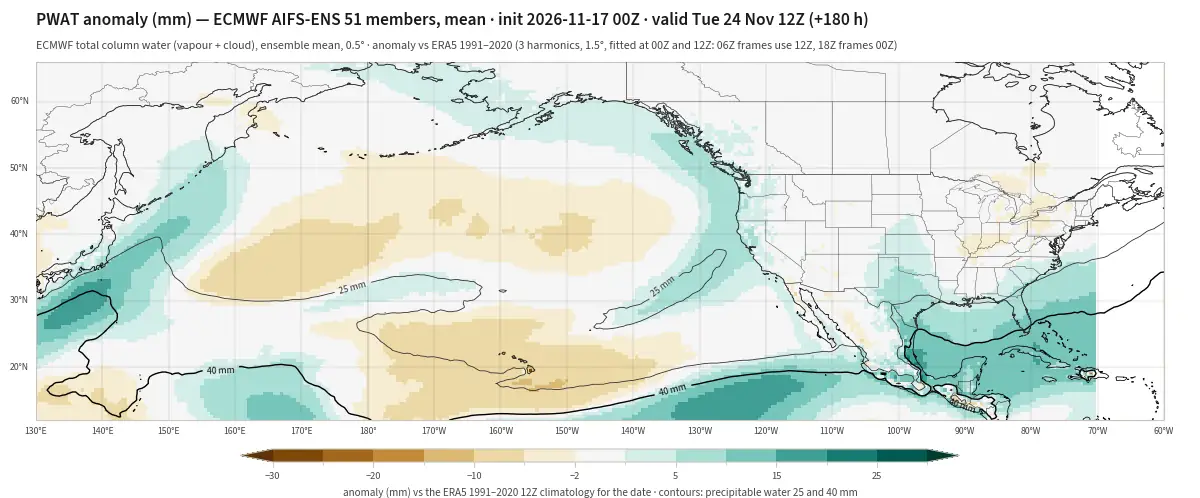 PWAT anomaly (mm) — ECMWF AIFS-ENS 51 members, mean · init 2026-11-17 00Z · valid Tue 24 Nov 12Z (+180 h)
ECMWF total column water (vapour + cloud), ensemble mean, 0.5° · anomaly vs ERA5 1991–2020 (3 harmonics, 1.5°, fitted at 00Z and 12Z: 06Z frames use 12Z, 18Z frames 00Z)
60°N
50°N
40°N
30°N
20°N
25 mm
25 mm
40 mm
40 mm
130°E 140°E 150°E 160°E 170°E 180° 170°W 160°W 150°W 140°W 130°W 120°W 110°W 100°W 90°W 80°W 70°W 60°W
−30 −20 −10 −2 5 15 25
anomaly (mm) vs the ERA5 1991–2020 12Z climatology for the date · contours: precipitable water 25 and 40 mm